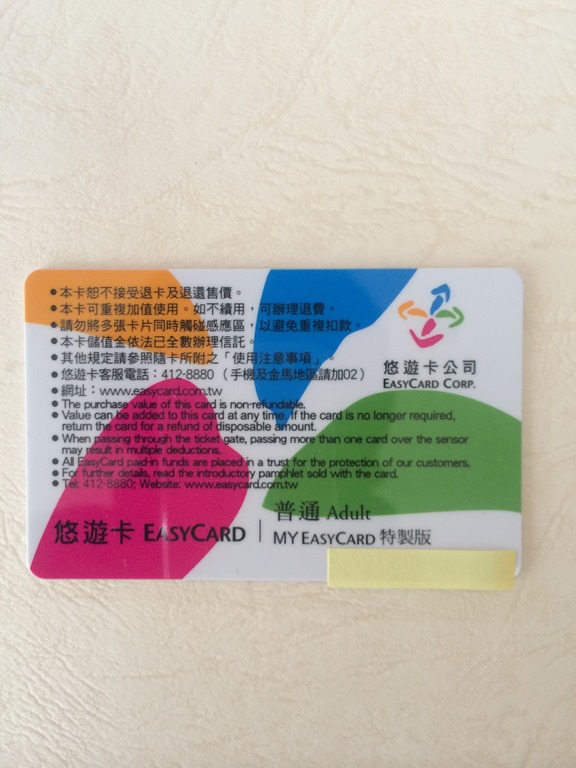 ●本卡恕不接受退卡及退還售價。
●本卡可重複加值使用。如不續用，可辦理退費。
●請勿將多張卡片同時觸碰感應區，以避免重複扣款。
●本卡儲值金依法已全數辦理信託。
●其他規定請參照隨卡所附之「使用注意事項」。
●悠遊卡客服電話：412-8880（手機及金馬地區請加02）
●網址：www.easycard.com.tw
●The purchase value of this card is non-refundable.
●Value can be added to this card at any time. If the card is no longer required,
return the card for a refund of disposable amount.
●When passing through the ticket gate, passing more than one card over the sensor
may result in multiple deductions.
●All EasyCard paid-in funds are placed in a trust for the protection of our customers.
●For further details, read the introductory pamphlet sold with the card.
●Tel: 412-8880; Website: www.easycard.com.tw
悠遊卡公司
EASYCARD CORP.
悠遊卡 EASYCARD
普通 Adult
MY EASYCARD 特製版